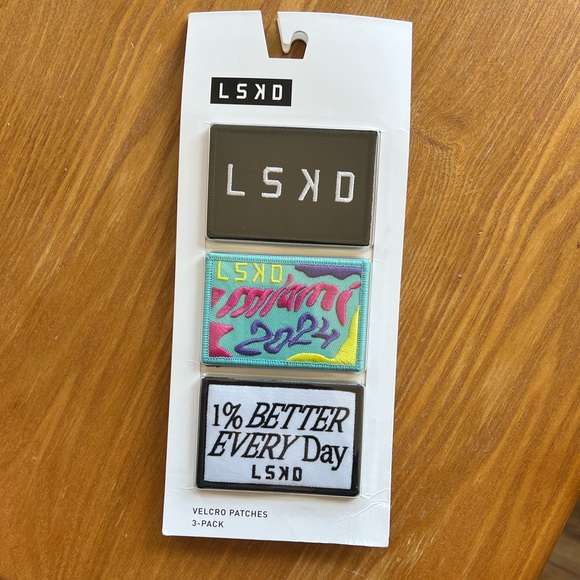 LSKD
LSKD
LSKD
miami
2024
1% BETTER
EVERY Day
LSKD
VELCRO PATCHES
3-PACK